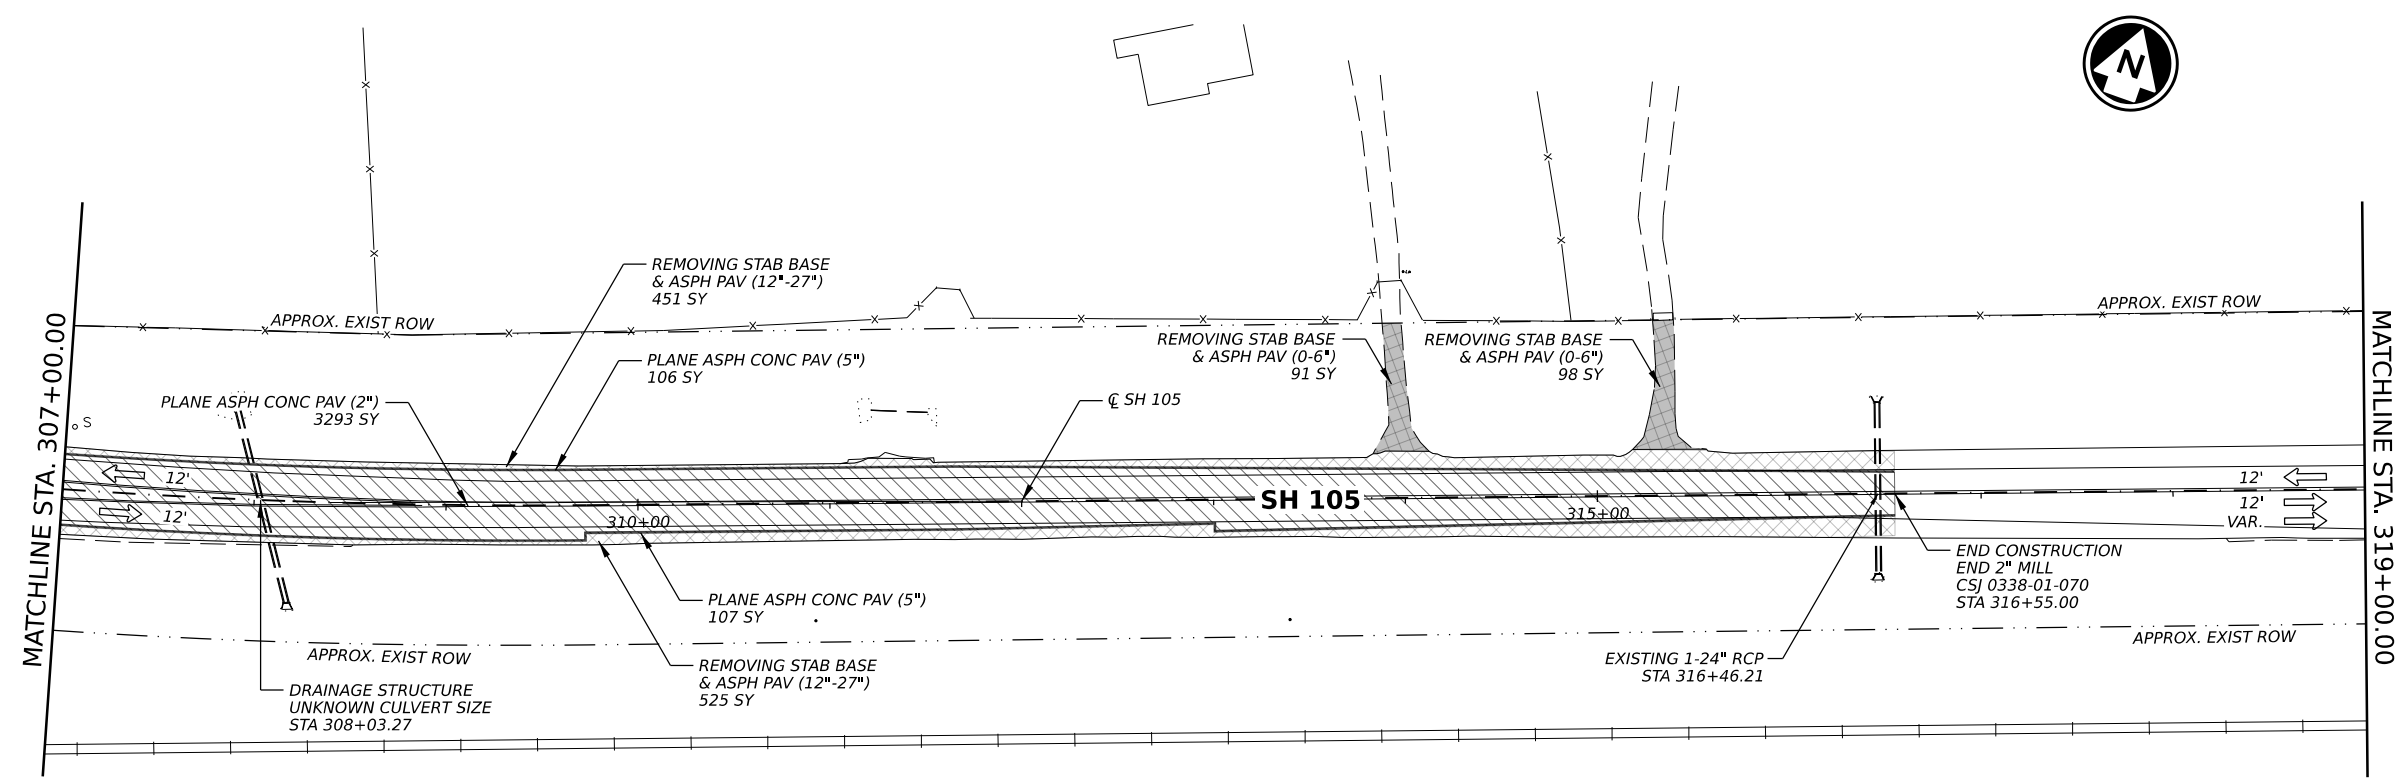 N
REMOVING STAB BASE
& ASPH PAV (12"-27")
451 SY
APPROX. EXIST ROW
APPROX. EXIST ROW
PLANE ASPH CONC PAV (5")
106 SY
REMOVING STAB BASE
& ASPH PAV (0-6")
91 SY
REMOVING STAB BASE
& ASPH PAV (0-6")
98 SY
PLANE ASPH CONC PAV (2")
3293 SY
℄ SH 105
S
MATCHLINE STA. 307+00.00
MATCHLINE STA. 319+00.00
12'
12'
310+00
SH 105
315+00
12'
12'
VAR.
END CONSTRUCTION
END 2" MILL
CSJ 0338-01-070
STA 316+55.00
PLANE ASPH CONC PAV (5")
107 SY
APPROX. EXIST ROW
APPROX. EXIST ROW
REMOVING STAB BASE
& ASPH PAV (12"-27")
525 SY
EXISTING 1-24" RCP
STA 316+46.21
DRAINAGE STRUCTURE
UNKNOWN CULVERT SIZE
STA 308+03.27